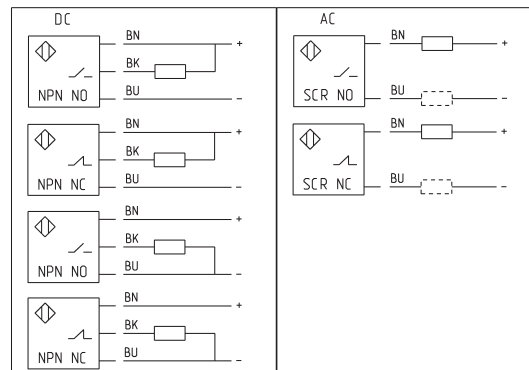 DC
BN
+
BK
NPN NO
BU
-
BN
+
BK
NPN NC
BU
-
BN
+
BK
NPN NO
BU
-
BN
+
BK
NPN NC
BU
-
AC
BN
+
SCR NO
BU
-
BN
+
SCR NC
BU
-